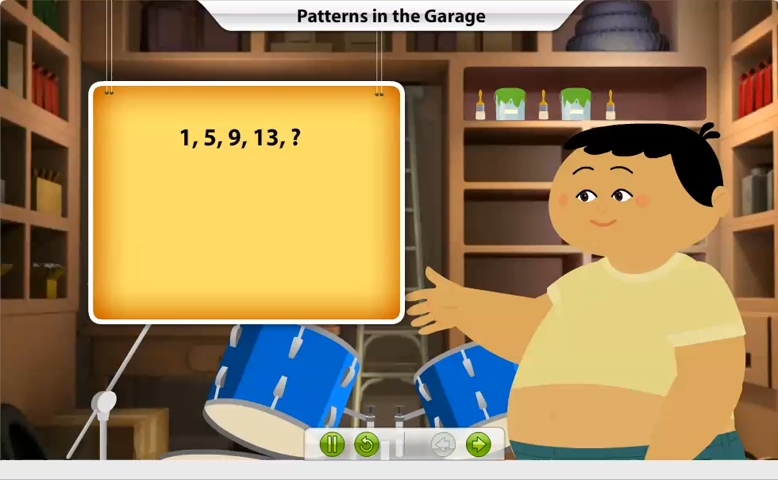 Patterns in the Garage
1, 5, 9, 13, ?